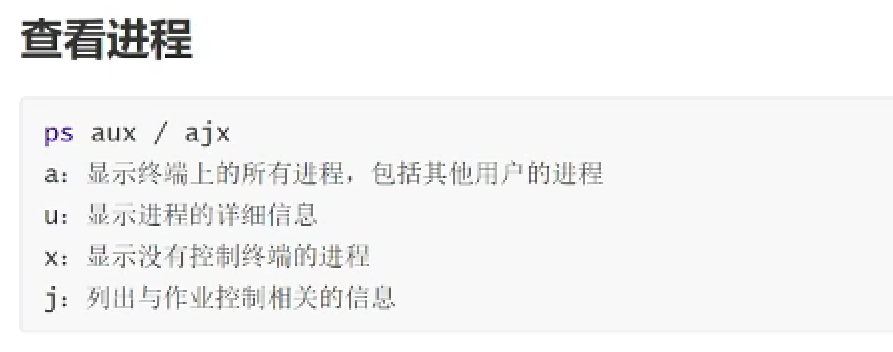 查看进程
ps aux / ajx
a：显示终端上的所有进程，包括其他用户的进程
u：显示进程的详细信息
x：显示没有控制终端的进程
j：列出与作业控制相关的信息